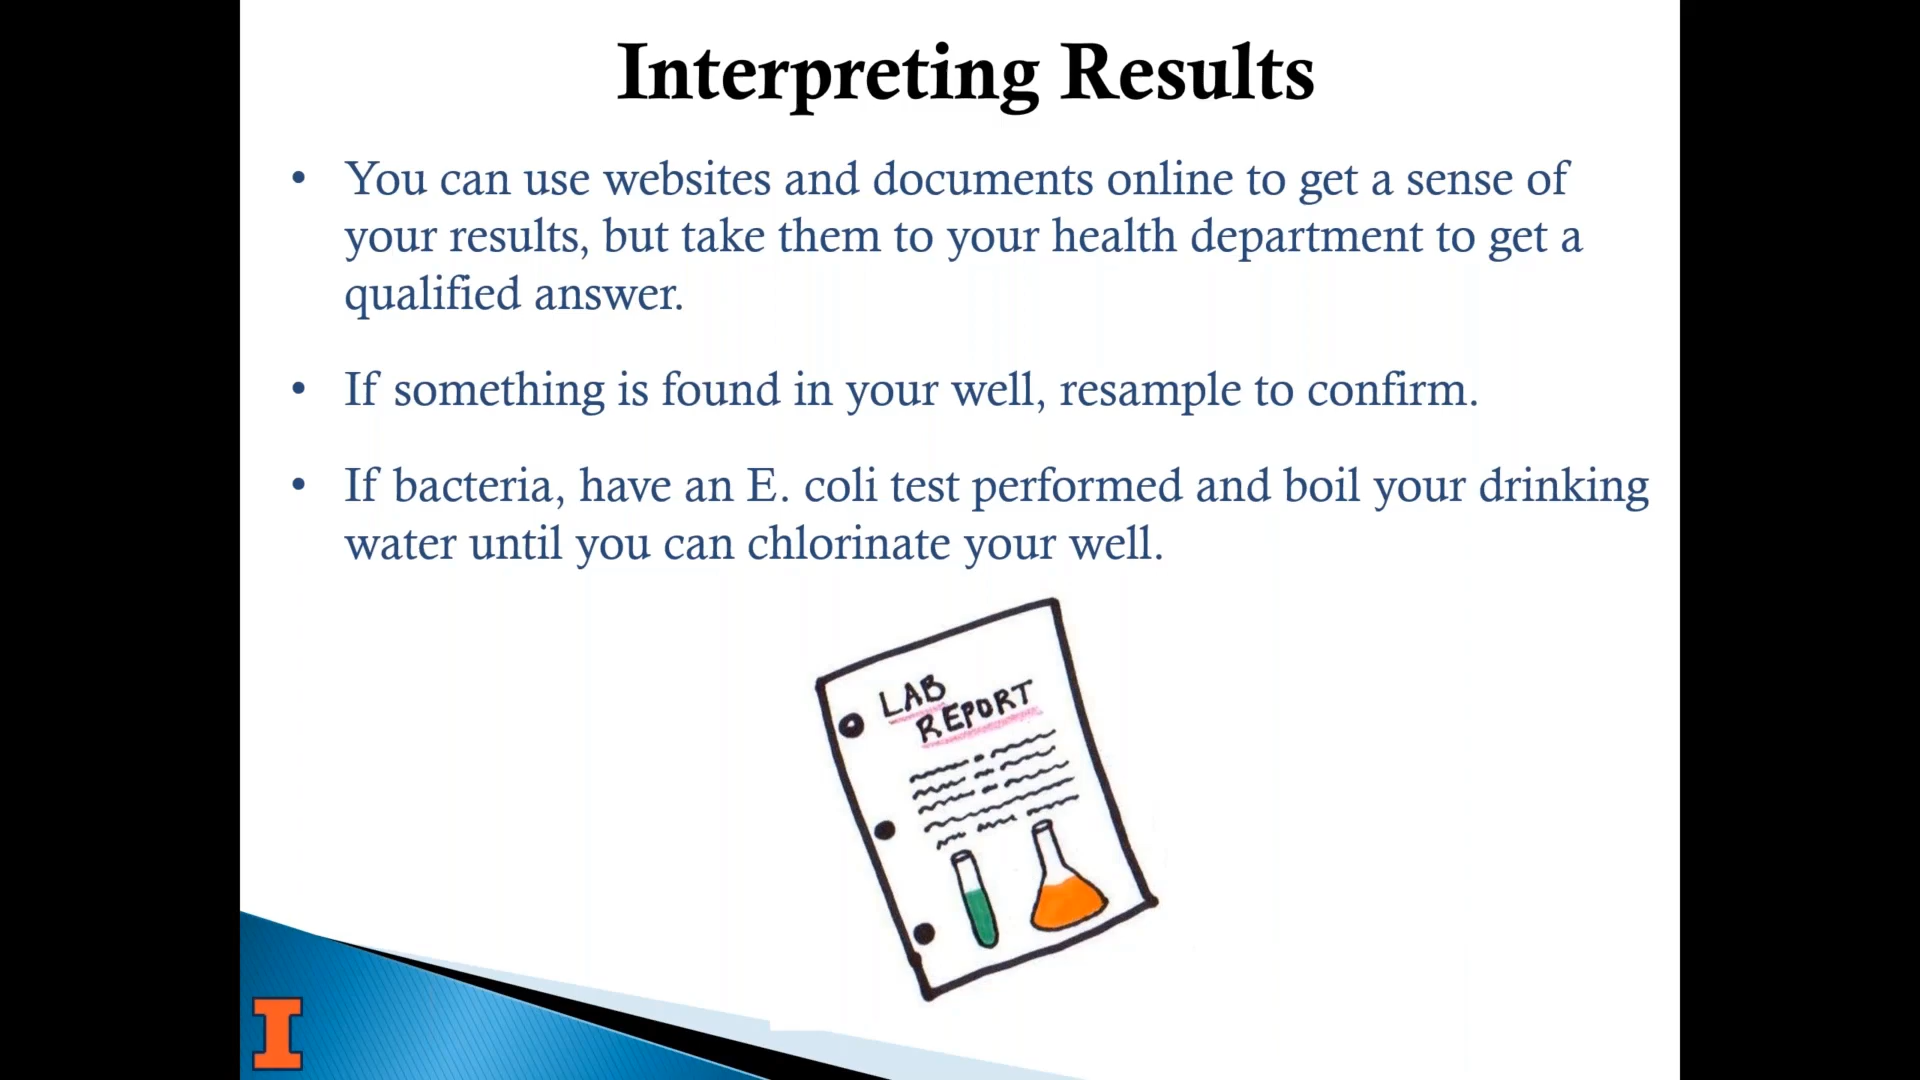 Interpreting Results
• You can use websites and documents online to get a sense of
your results, but take them to your health department to get a
qualified answer.
• If something is found in your well, resample to confirm.
• If bacteria, have an E. coli test performed and boil your drinking
water until you can chlorinate your well.
LAB
REPORT
I